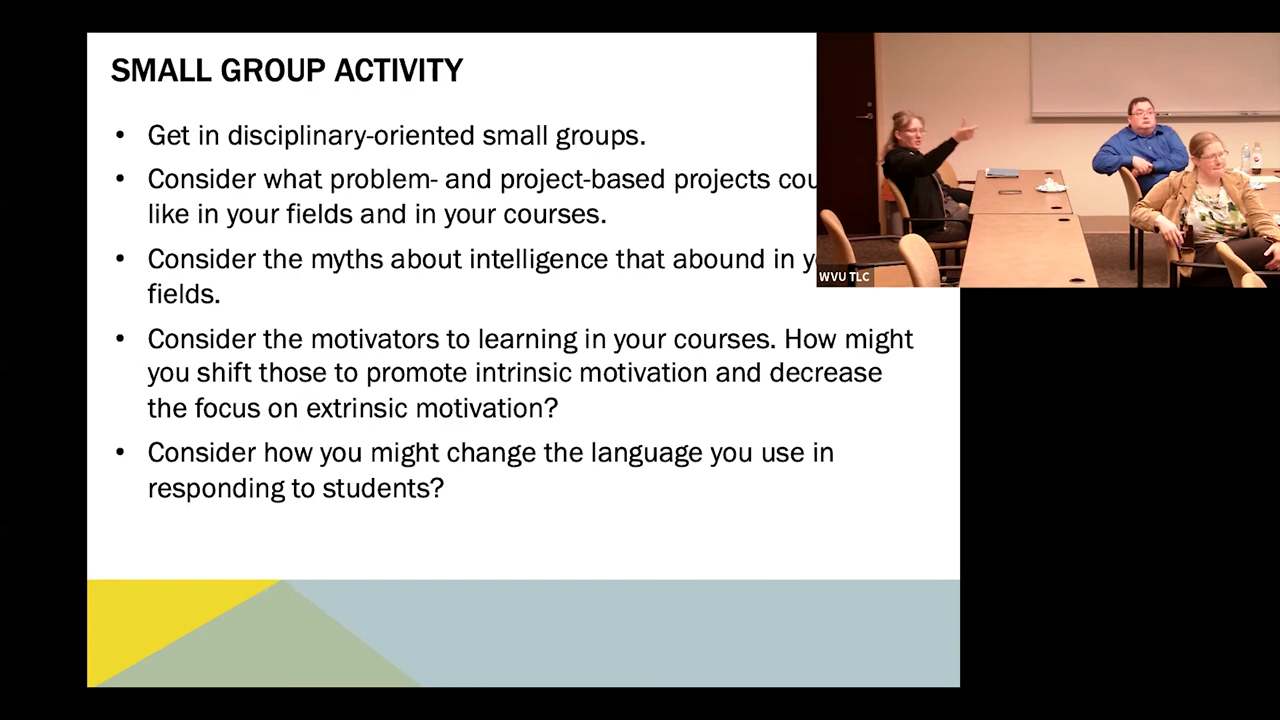 SMALL GROUP ACTIVITY
• Get in disciplinary-oriented small groups.
• Consider what problem- and project-based projects
like in your fields and in your courses.
• Consider the myths about intelligence that abound in
fields.
• Consider the motivators to learning in your courses. How might
you shift those to promote intrinsic motivation and decrease
the focus on extrinsic motivation?
• Consider how you might change the language you use in
responding to students?
WVU TLC